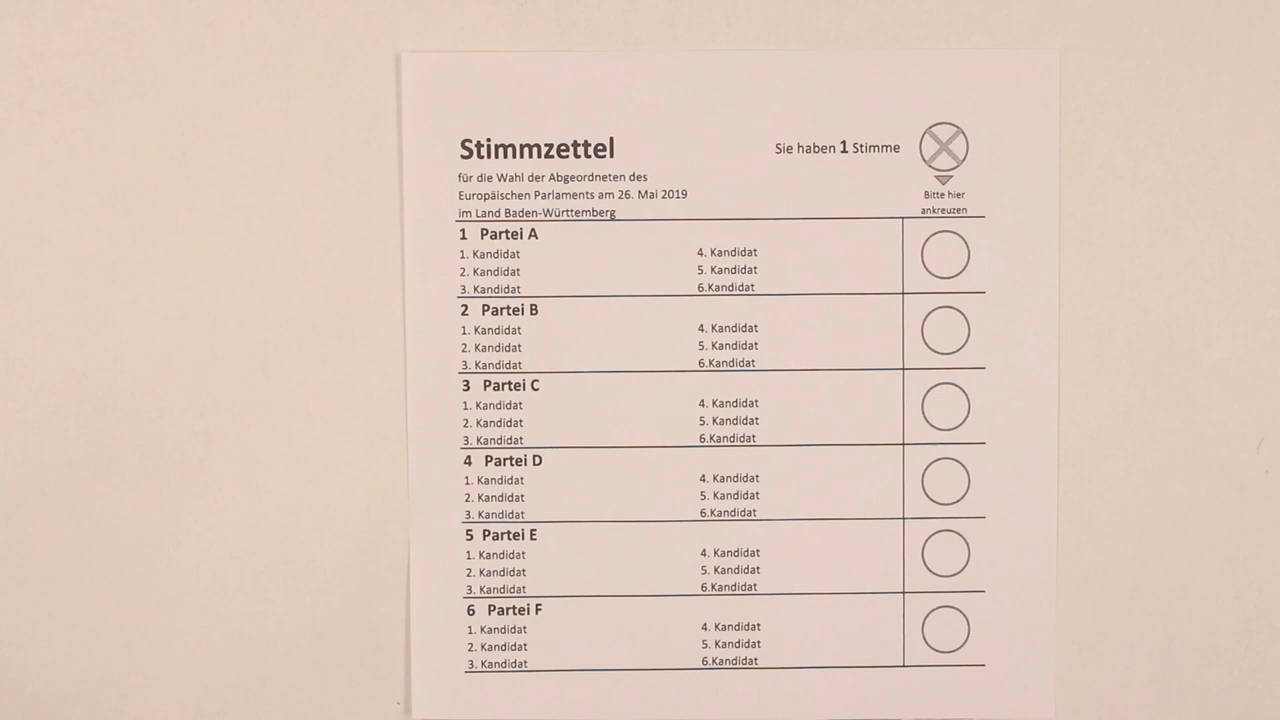 Stimmzettel
Sie haben 1 Stimme
für die Wahl der Abgeordneten des
Europäischen Parlaments am 26. Mai 2019
im Land Baden-Württemberg
Bitte hier
ankreuzen
1 Partei A
1. Kandidat 4. Kandidat
2. Kandidat 5. Kandidat
3. Kandidat 6.Kandidat
2 Partei B
1. Kandidat 4. Kandidat
2. Kandidat 5. Kandidat
3. Kandidat 6.Kandidat
3 Partei C
1. Kandidat 4. Kandidat
2. Kandidat 5. Kandidat
3. Kandidat 6.Kandidat
4 Partei D
1. Kandidat 4. Kandidat
2. Kandidat 5. Kandidat
3. Kandidat 6.Kandidat
5 Partei E
1. Kandidat 4. Kandidat
2. Kandidat 5. Kandidat
3. Kandidat 6.Kandidat
6 Partei F
1. Kandidat 4. Kandidat
2. Kandidat 5. Kandidat
3. Kandidat 6.Kandidat